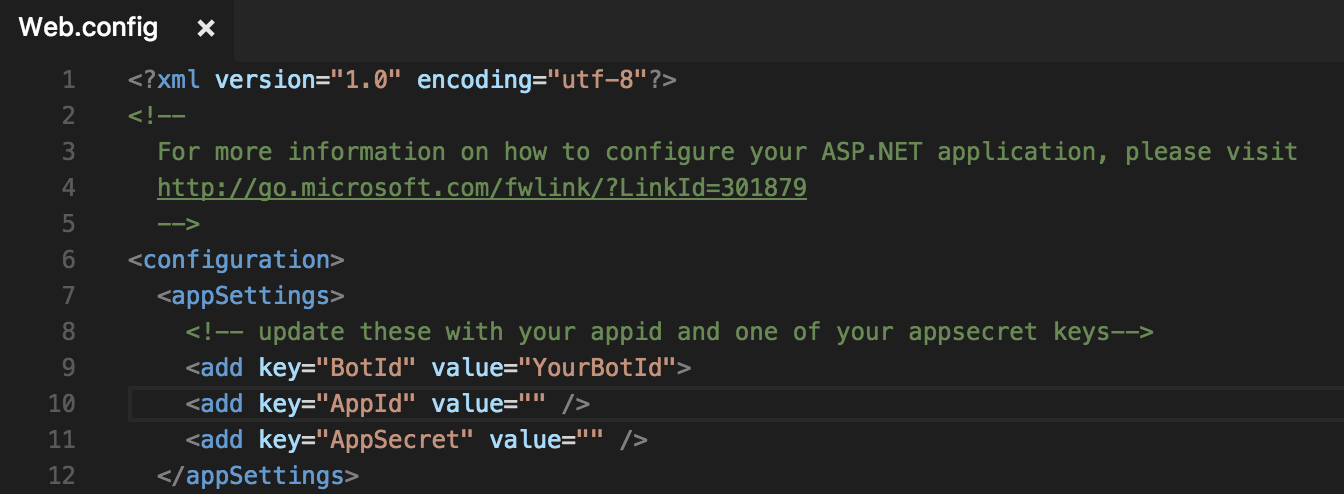 Web.config ×
1 <?xml version="1.0" encoding="utf-8"?>
2 <!--
3   For more information on how to configure your ASP.NET application, please visit
4   http://go.microsoft.com/fwlink/?LinkId=301879
5   -->
6 <configuration>
7   <appSettings>
8     <!-- update these with your appid and one of your appsecret keys-->
9     <add key="BotId" value="YourBotId">
10     <add key="AppId" value="" />
11     <add key="AppSecret" value="" />
12   </appSettings>